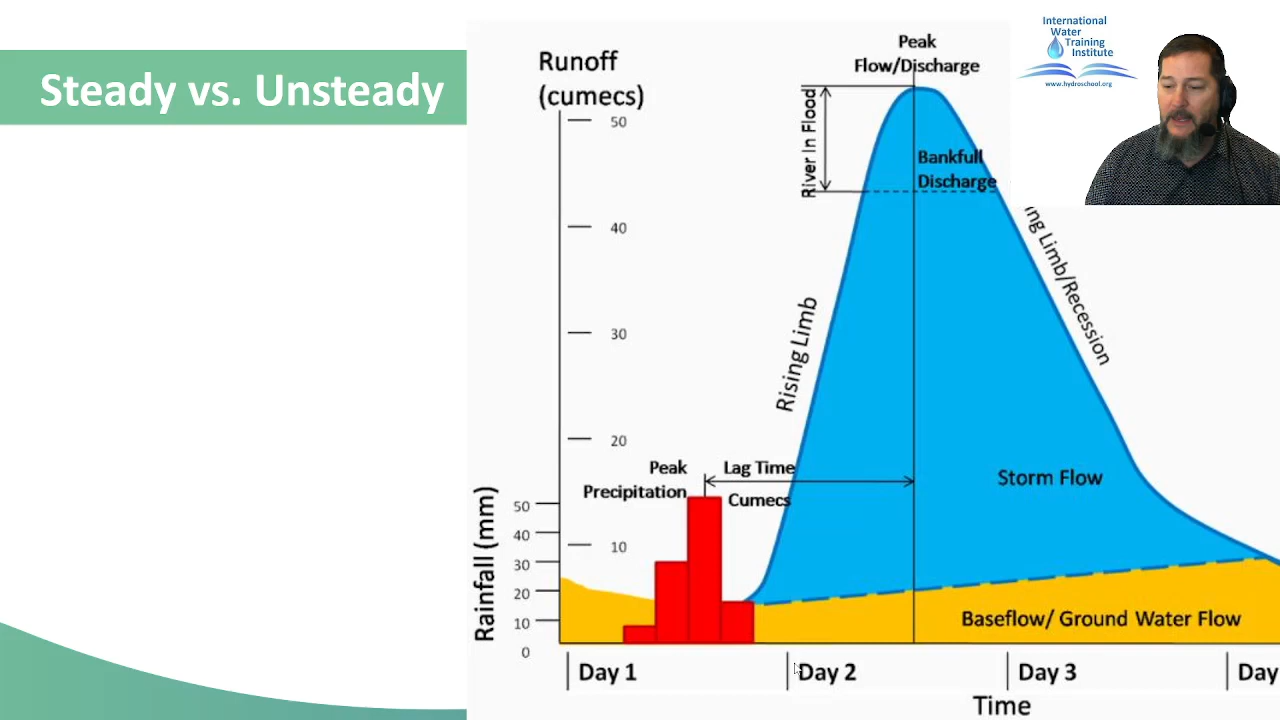 Steady vs. Unsteady
Runoff
(cumecs)
Peak
Flow/Discharge
International
Water
Training
Institute
www.hydroschool.org
50
40
30
20
10
River In Flood
Bankfull
Discharge
Rising Limb
Limb/Recession
Peak
Precipitation
Lag Time
Cumecs
Storm Flow
Baseflow/ Ground Water Flow
Rainfall (mm)
50
40
30
20
10
0
Day 1
Day 2
Day 3
Day
Time